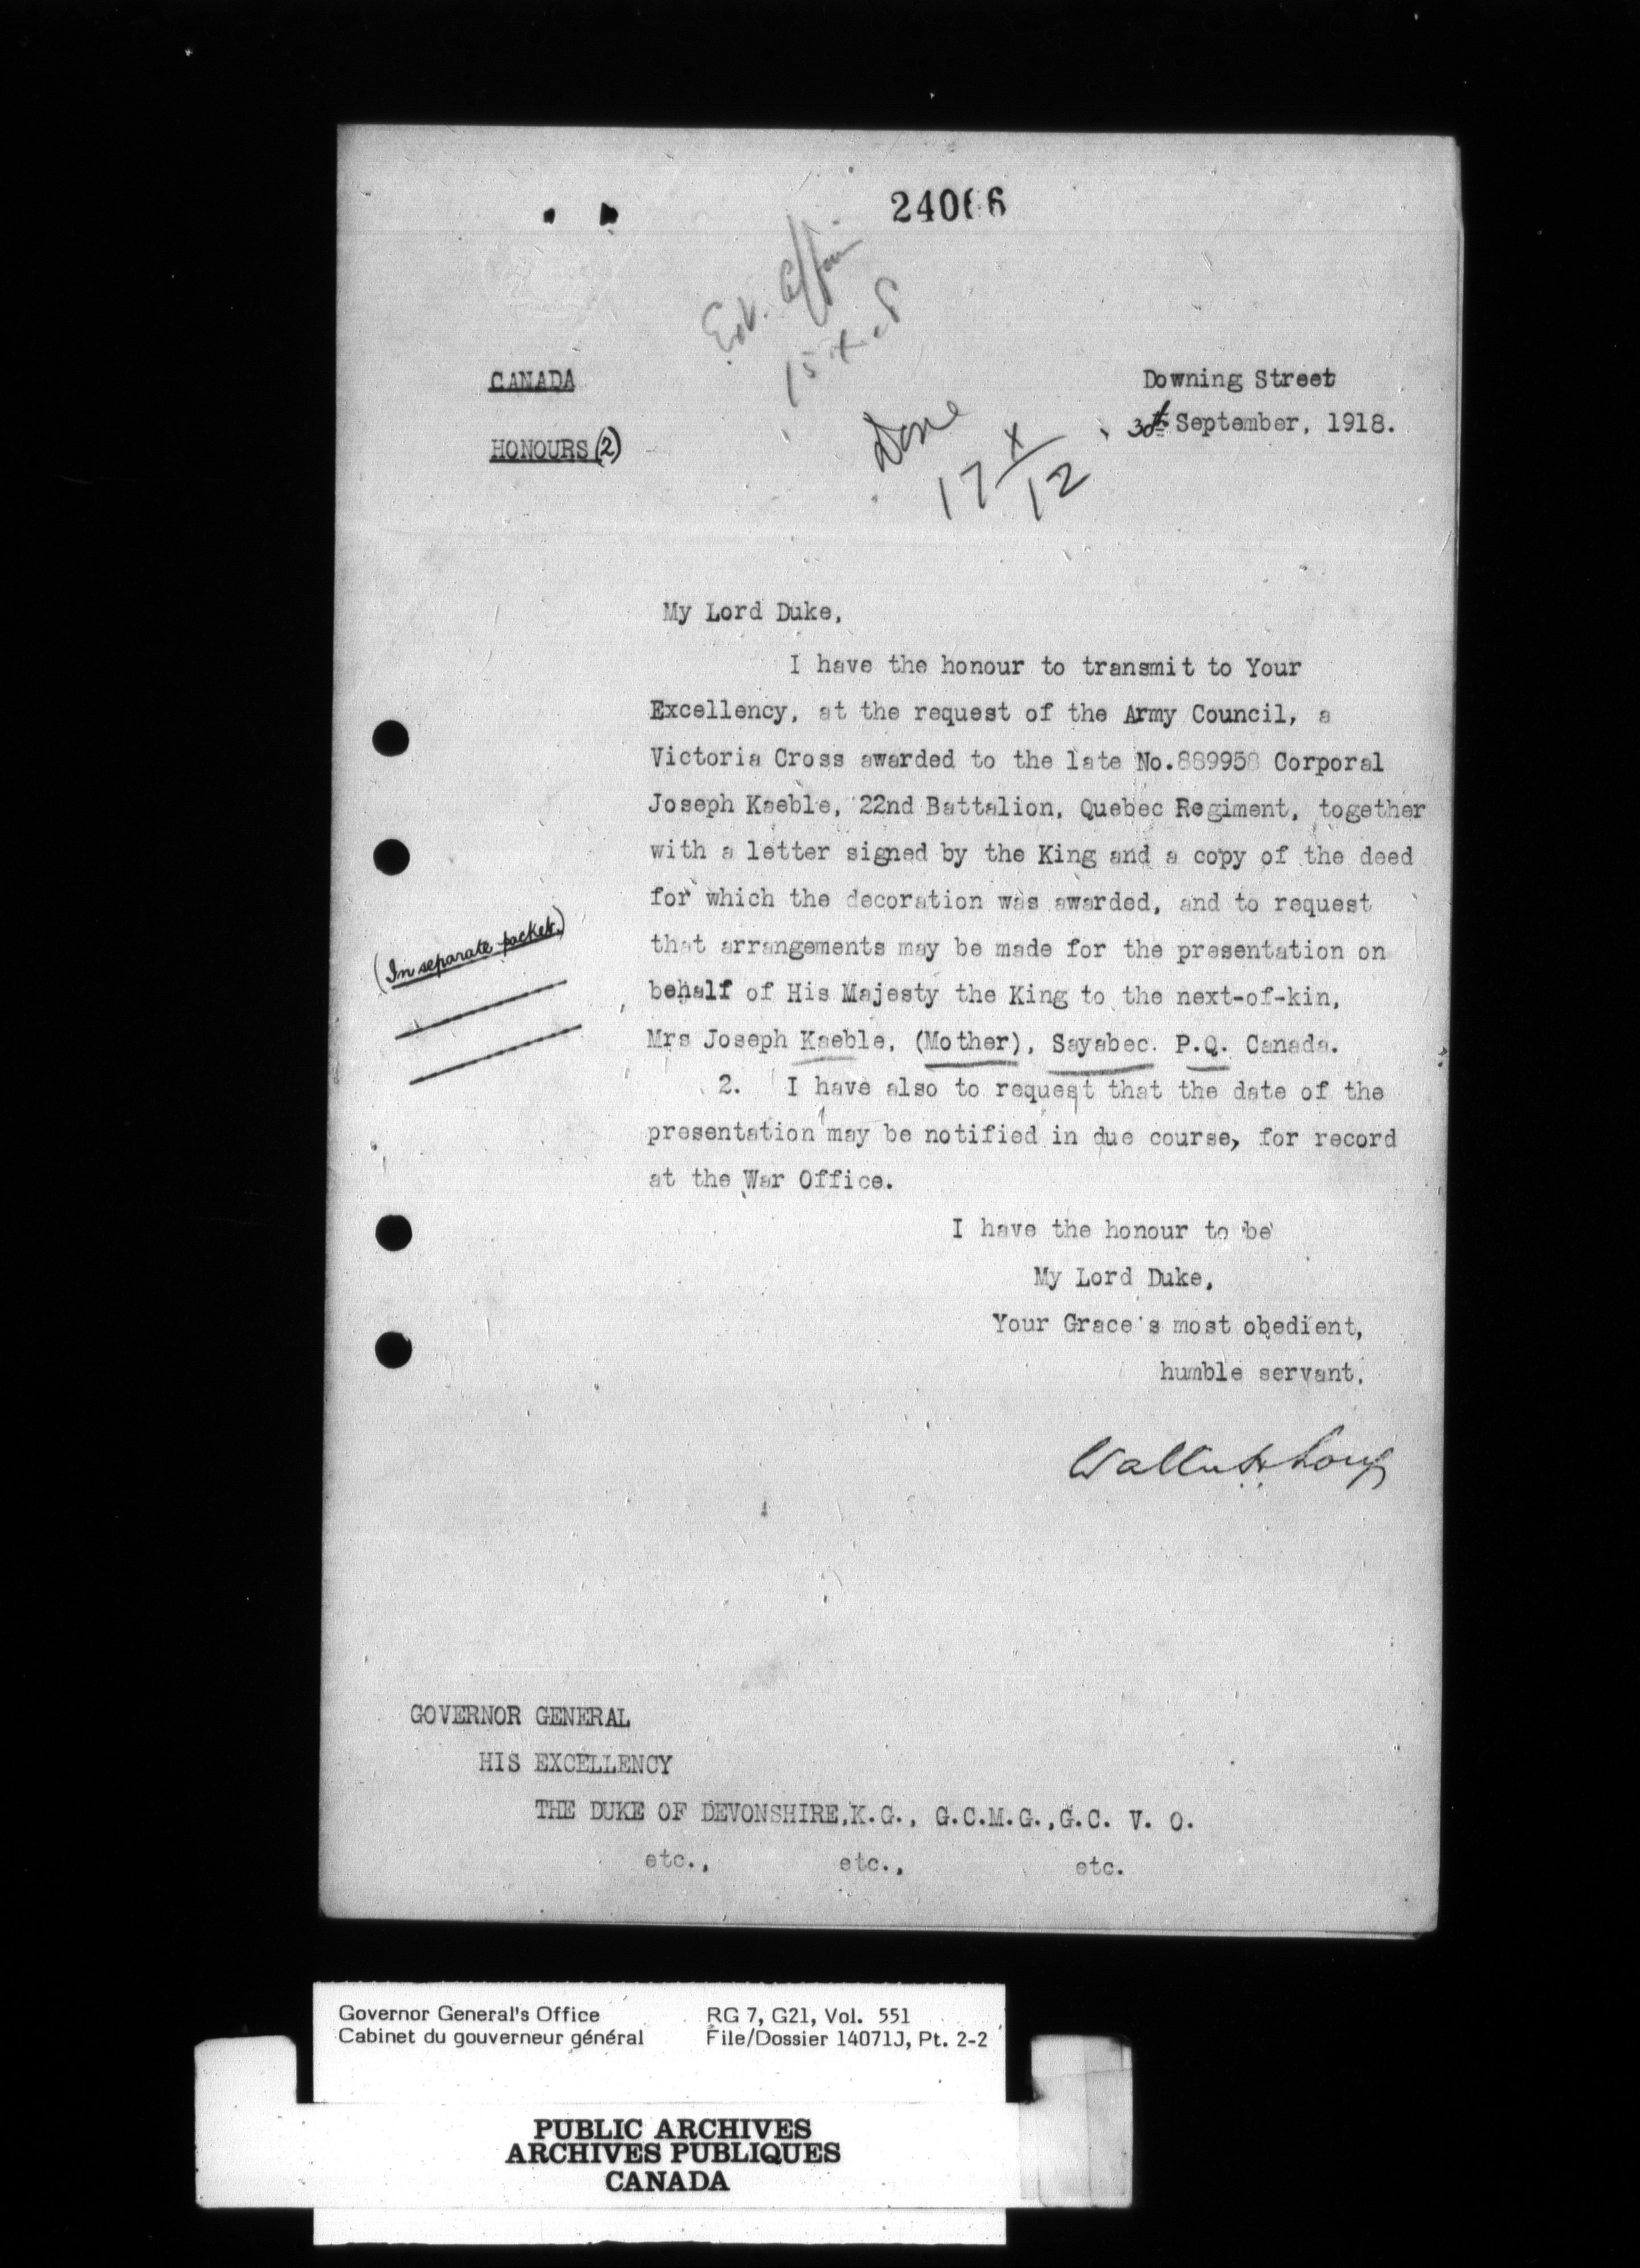 24066
Ext. Affairs
15.X.8
CANADA
Downing Street
Done
30th September, 1918.
HONOURS (2)
17 X/12
My Lord Duke,
I have the honour to transmit to Your
Excellency, at the request of the Army Council, a
Victoria Cross awarded to the late No.889958 Corporal
Joseph Kaeble, 22nd Battalion, Quebec Regiment, together
with a letter signed by the King and a copy of the deed
for which the decoration was awarded, and to request
(In separate packet.)
that arrangements may be made for the presentation on
behalf of His Majesty the King to the next-of-kin,
Mrs Joseph Kaeble, (Mother), Sayabec. P.Q. Canada.
2. I have also to request that the date of the
presentation may be notified in due course, for record
at the War Office.
I have the honour to be
My Lord Duke,
Your Grace's most obedient,
humble servant,
Walter H Long
GOVERNOR GENERAL
HIS EXCELLENCY
THE DUKE OF DEVONSHIRE,K.G., G.C.M.G.,G.C. V. O.
etc., etc., etc.
Governor General's Office RG 7, G21, Vol. 551
Cabinet du gouverneur général File/Dossier 14071J, Pt. 2-2
PUBLIC ARCHIVES
ARCHIVES PUBLIQUES
CANADA